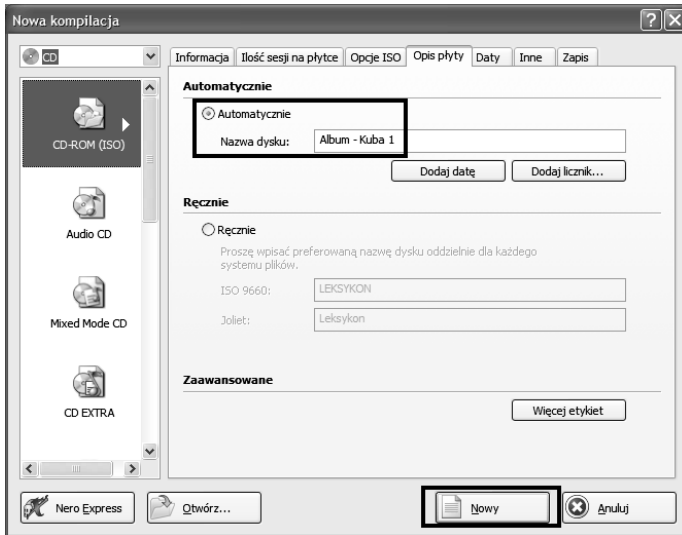 Nowa kompilacja
CD
Informacja Ilość sesji na płytce Opcje ISO Opis płyty Daty Inne Zapis
CD-ROM (ISO)
Audio CD
Mixed Mode CD
CD EXTRA
Automatycznie
Automatycznie
Nazwa dysku: Album - Kuba 1
Dodaj datę Dodaj licznik...
Ręcznie
Ręcznie
Proszę wpisać preferowaną nazwę dysku oddzielnie dla każdego
systemu plików.
ISO 9660: LEKSYKON
Joliet: Leksykon
Zaawansowane
Więcej etykiet
Nero Express Otwórz... Nowy Anuluj